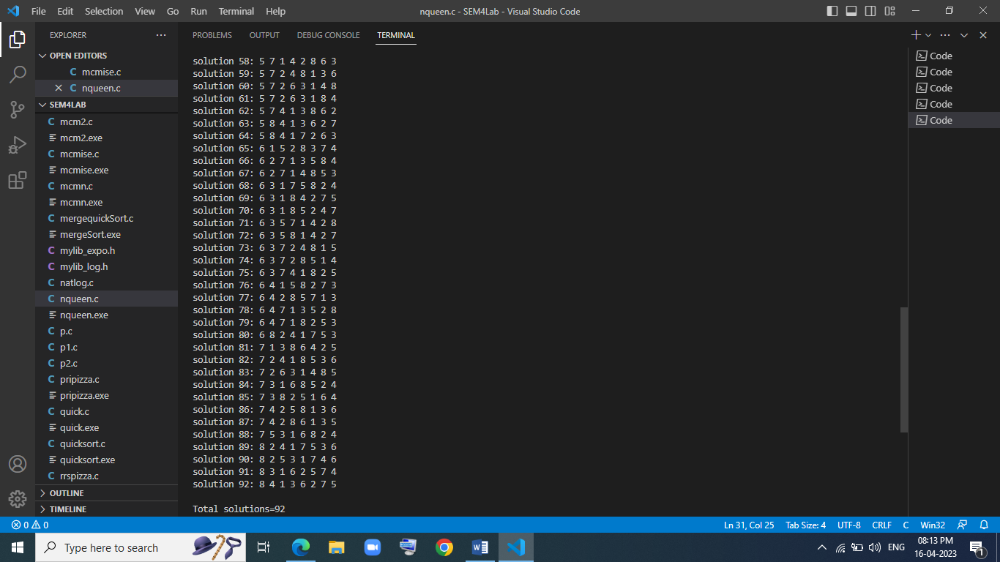 File Edit Selection View Go Run Terminal Help
nqueen.c - SEM4Lab - Visual Studio Code
EXPLORER
OPEN EDITORS
C mcmise.c
C nqueen.c
SEM4LAB
C mcm2.c
mcm2.exe
C mcmise.c
mcmise.exe
C mcmn.c
mcmn.exe
C mergequickSort.c
mergeSort.exe
C mylib_expo.h
C mylib_log.h
C natlog.c
C nqueen.c
nqueen.exe
C p.c
C p1.c
C p2.c
C pripizza.c
pripizza.exe
C quick.c
quick.exe
C quicksort.c
quicksort.exe
C rrspizza.c
OUTLINE
TIMELINE
PROBLEMS OUTPUT DEBUG CONSOLE TERMINAL
solution 58: 5 7 1 4 2 8 6 3
solution 59: 5 7 2 4 8 1 3 6
solution 60: 5 7 2 6 3 1 4 8
solution 61: 5 7 2 6 3 1 8 4
solution 62: 5 7 4 1 3 8 6 2
solution 63: 5 8 4 1 3 6 2 7
solution 64: 5 8 4 1 7 2 6 3
solution 65: 6 1 5 2 8 3 7 4
solution 66: 6 2 7 1 3 5 8 4
solution 67: 6 2 7 1 4 8 5 3
solution 68: 6 3 1 7 5 8 2 4
solution 69: 6 3 1 8 4 2 7 5
solution 70: 6 3 1 8 5 2 4 7
solution 71: 6 3 5 7 1 4 2 8
solution 72: 6 3 5 8 1 4 2 7
solution 73: 6 3 7 2 4 8 1 5
solution 74: 6 3 7 2 8 5 1 4
solution 75: 6 3 7 4 1 8 2 5
solution 76: 6 4 1 5 8 2 7 3
solution 77: 6 4 2 8 5 7 1 3
solution 78: 6 4 7 1 3 5 2 8
solution 79: 6 4 7 1 8 2 5 3
solution 80: 6 8 2 4 1 7 5 3
solution 81: 7 1 3 8 6 4 2 5
solution 82: 7 2 4 1 8 5 3 6
solution 83: 7 2 6 3 1 4 8 5
solution 84: 7 3 1 6 8 5 2 4
solution 85: 7 3 8 2 5 1 6 4
solution 86: 7 4 2 5 8 1 3 6
solution 87: 7 4 2 8 6 1 3 5
solution 88: 7 5 3 1 6 8 2 4
solution 89: 8 2 4 1 7 5 3 6
solution 90: 8 2 5 3 1 7 4 6
solution 91: 8 3 1 6 2 5 7 4
solution 92: 8 4 1 3 6 2 7 5
Total solutions=92
Code
Code
Code
Code
Code
0 0
Ln 31, Col 25 Tab Size: 4 UTF-8 CRLF C Win32
Type here to search
W
ENG
08:13 PM
16-04-2023
1